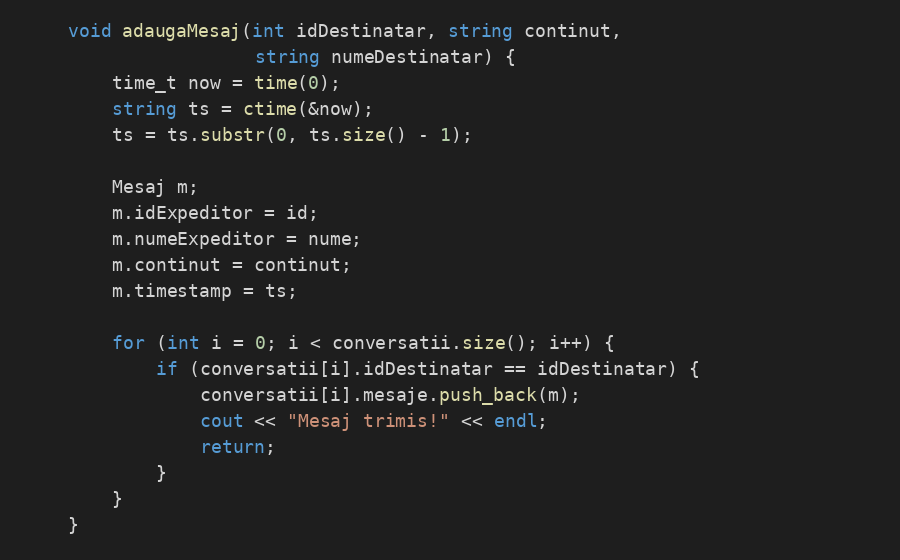 void adaugaMesaj(int idDestinatar, string continut,
                 string numeDestinatar) {
    time_t now = time(0);
    string ts = ctime(&now);
    ts = ts.substr(0, ts.size() - 1);

    Mesaj m;
    m.idExpeditor = id;
    m.numeExpeditor = nume;
    m.continut = continut;
    m.timestamp = ts;

    for (int i = 0; i < conversatii.size(); i++) {
        if (conversatii[i].idDestinatar == idDestinatar) {
            conversatii[i].mesaje.push_back(m);
            cout << "Mesaj trimis!" << endl;
            return;
        }
    }
}